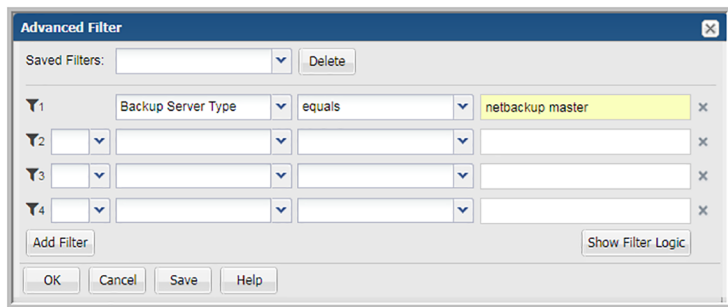 Advanced Filter
Saved Filters: Delete
1 Backup Server Type equals netbackup master
2
3
4
Add Filter Show Filter Logic
OK Cancel Save Help